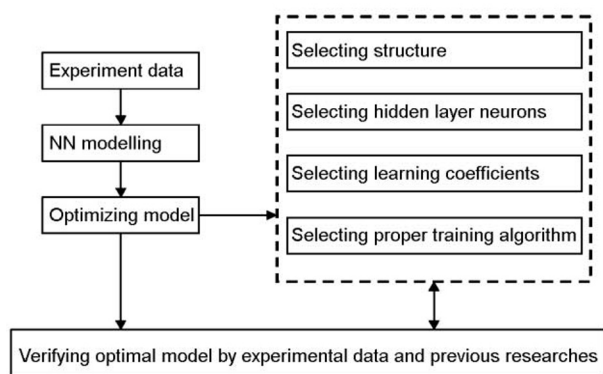 Experiment data
NN modelling
Optimizing model
Selecting structure
Selecting hidden layer neurons
Selecting learning coefficients
Selecting proper training algorithm
Verifying optimal model by experimental data and previous researches